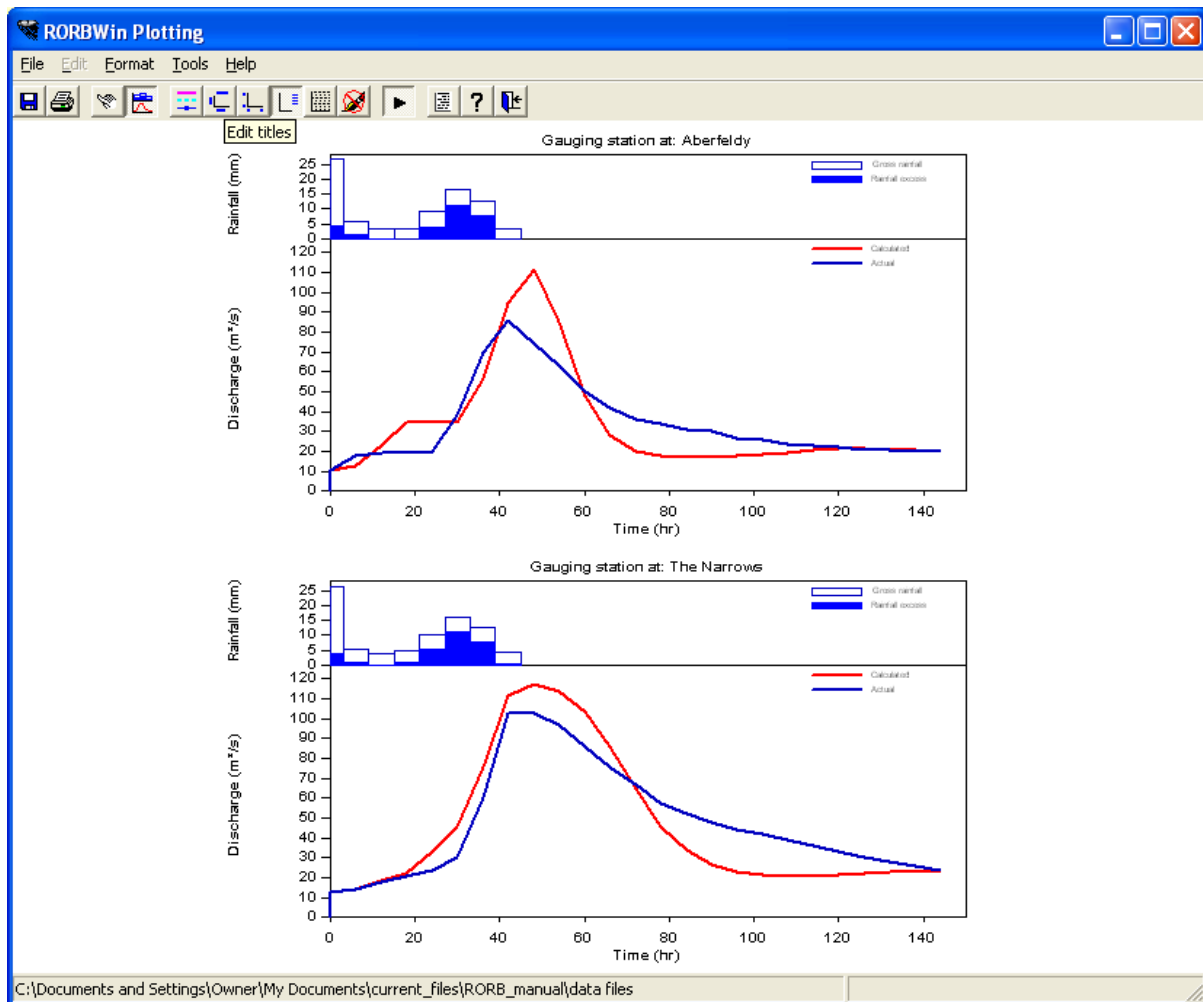 RORBWin Plotting
File Edit Format Tools Help
Edit titles
Gauging station at: Aberfeldy
Rainfall (mm)
25
20
15
10
5
0
Gross rainfall
Rainfall excess
Discharge (m³/s)
120
110
100
90
80
70
60
50
40
30
20
10
0
Calculated
Actual
0 20 40 60 80 100 120 140
Time (hr)
Gauging station at: The Narrows
Rainfall (mm)
25
20
15
10
5
0
Gross rainfall
Rainfall excess
Discharge (m³/s)
120
110
100
90
80
70
60
50
40
30
20
10
0
Calculated
Actual
0 20 40 60 80 100 120 140
Time (hr)
C:\Documents and Settings\Owner\My Documents\current_files\RORB_manual\data files